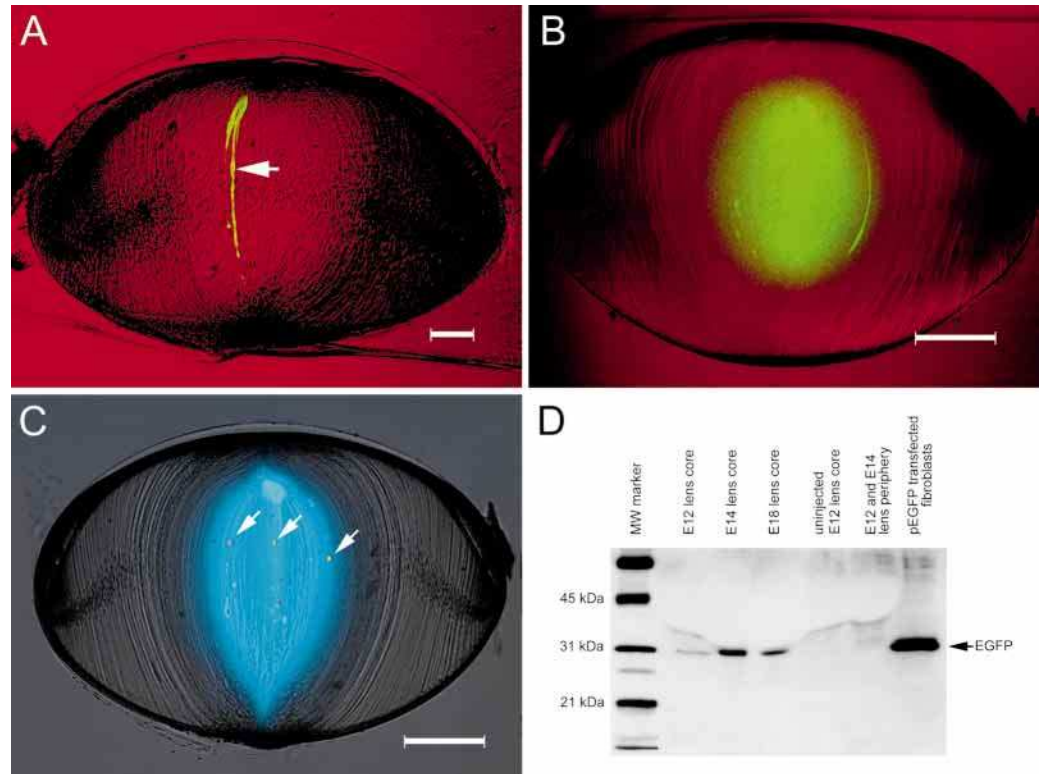 A
B
C
D
MW marker
E12 lens core
E14 lens core
E18 lens core
uninjected
E12 lens core
E12 and E14
lens periphery
pEGFP transfected
fibroblasts
45 kDa
31 kDa
EGFP
21 kDa